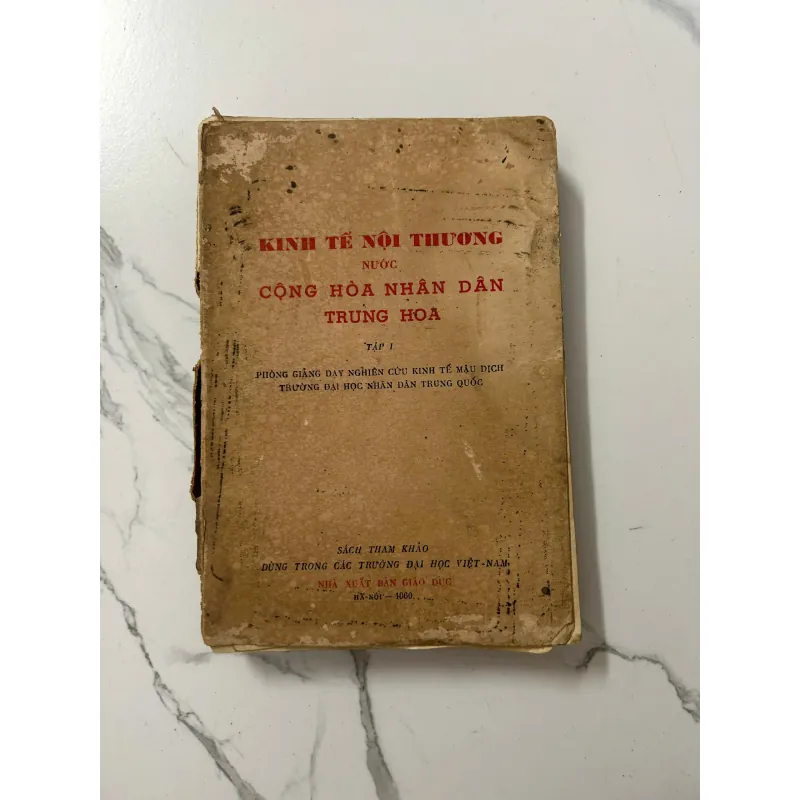 KINH TẾ NỘI THƯƠNG
NƯỚC
CỘNG HÒA NHÂN DÂN
TRUNG HOA
TẬP I
PHÒNG GIẢNG DẠY NGHIÊN CỨU KINH TẾ MẬU DỊCH
TRƯỜNG ĐẠI HỌC NHÂN DÂN TRUNG QUỐC
SÁCH THAM KHẢO
DÙNG TRONG CÁC TRƯỜNG ĐẠI HỌC VIỆT-NAM
NHÀ XUẤT BẢN GIÁO DỤC
HÀ-NỘI —